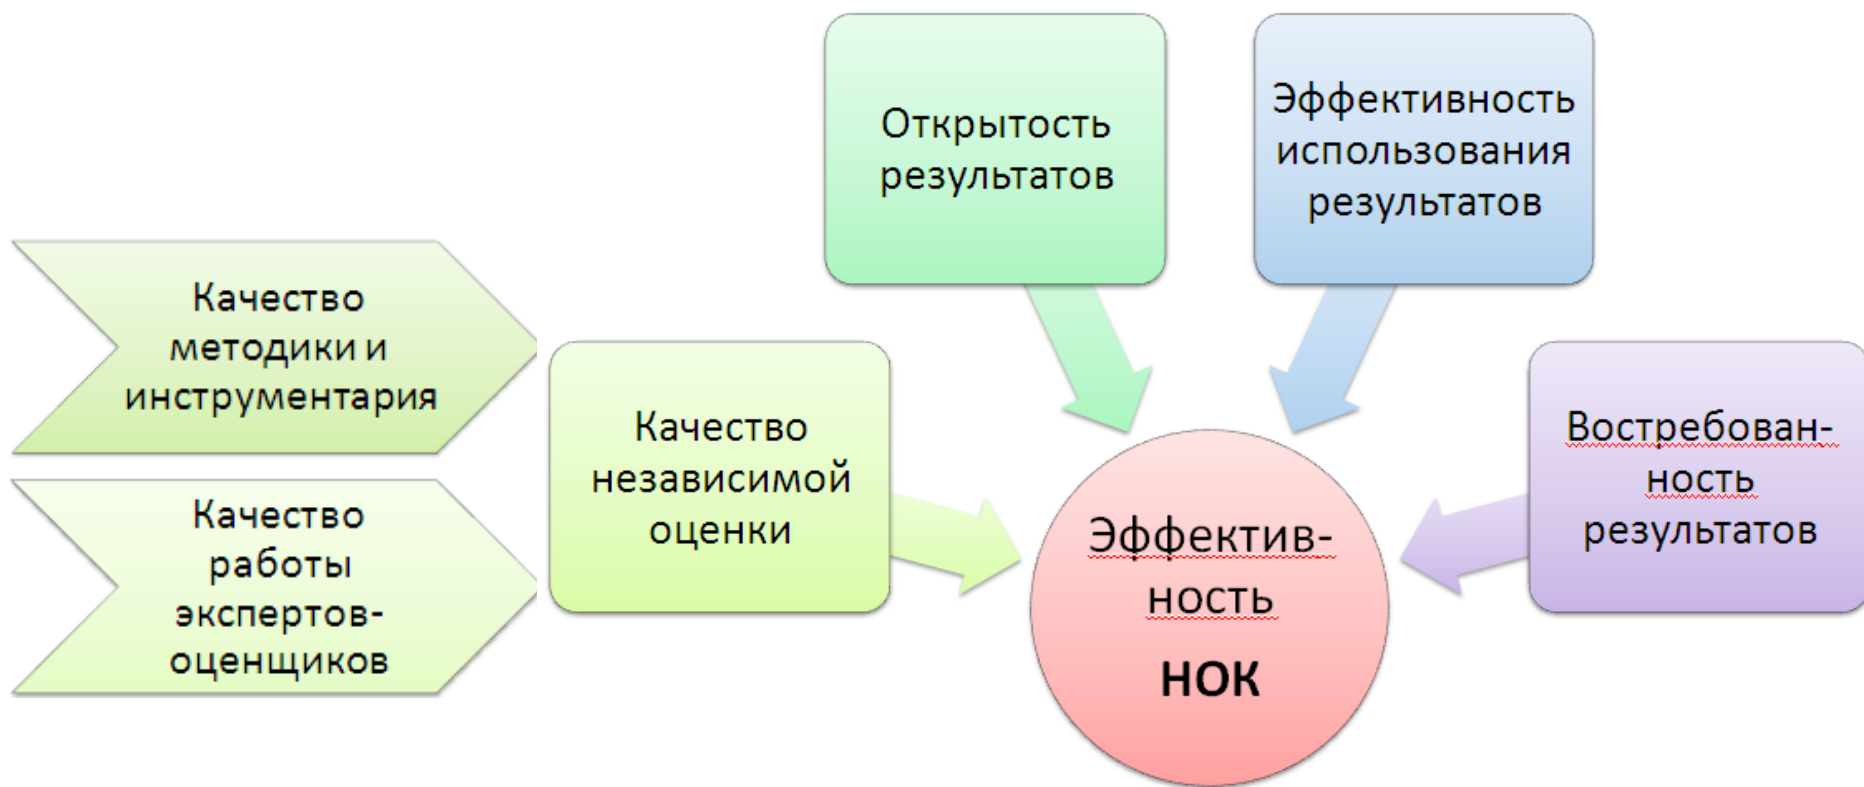 Качество
методики и
инструментария
Качество
работы
экспертов-
оценщиков
Качество
независимой
оценки
Открытость
результатов
Эффективность
использования
результатов
Востребован-
ность
результатов
Эффектив-
ность
НОК